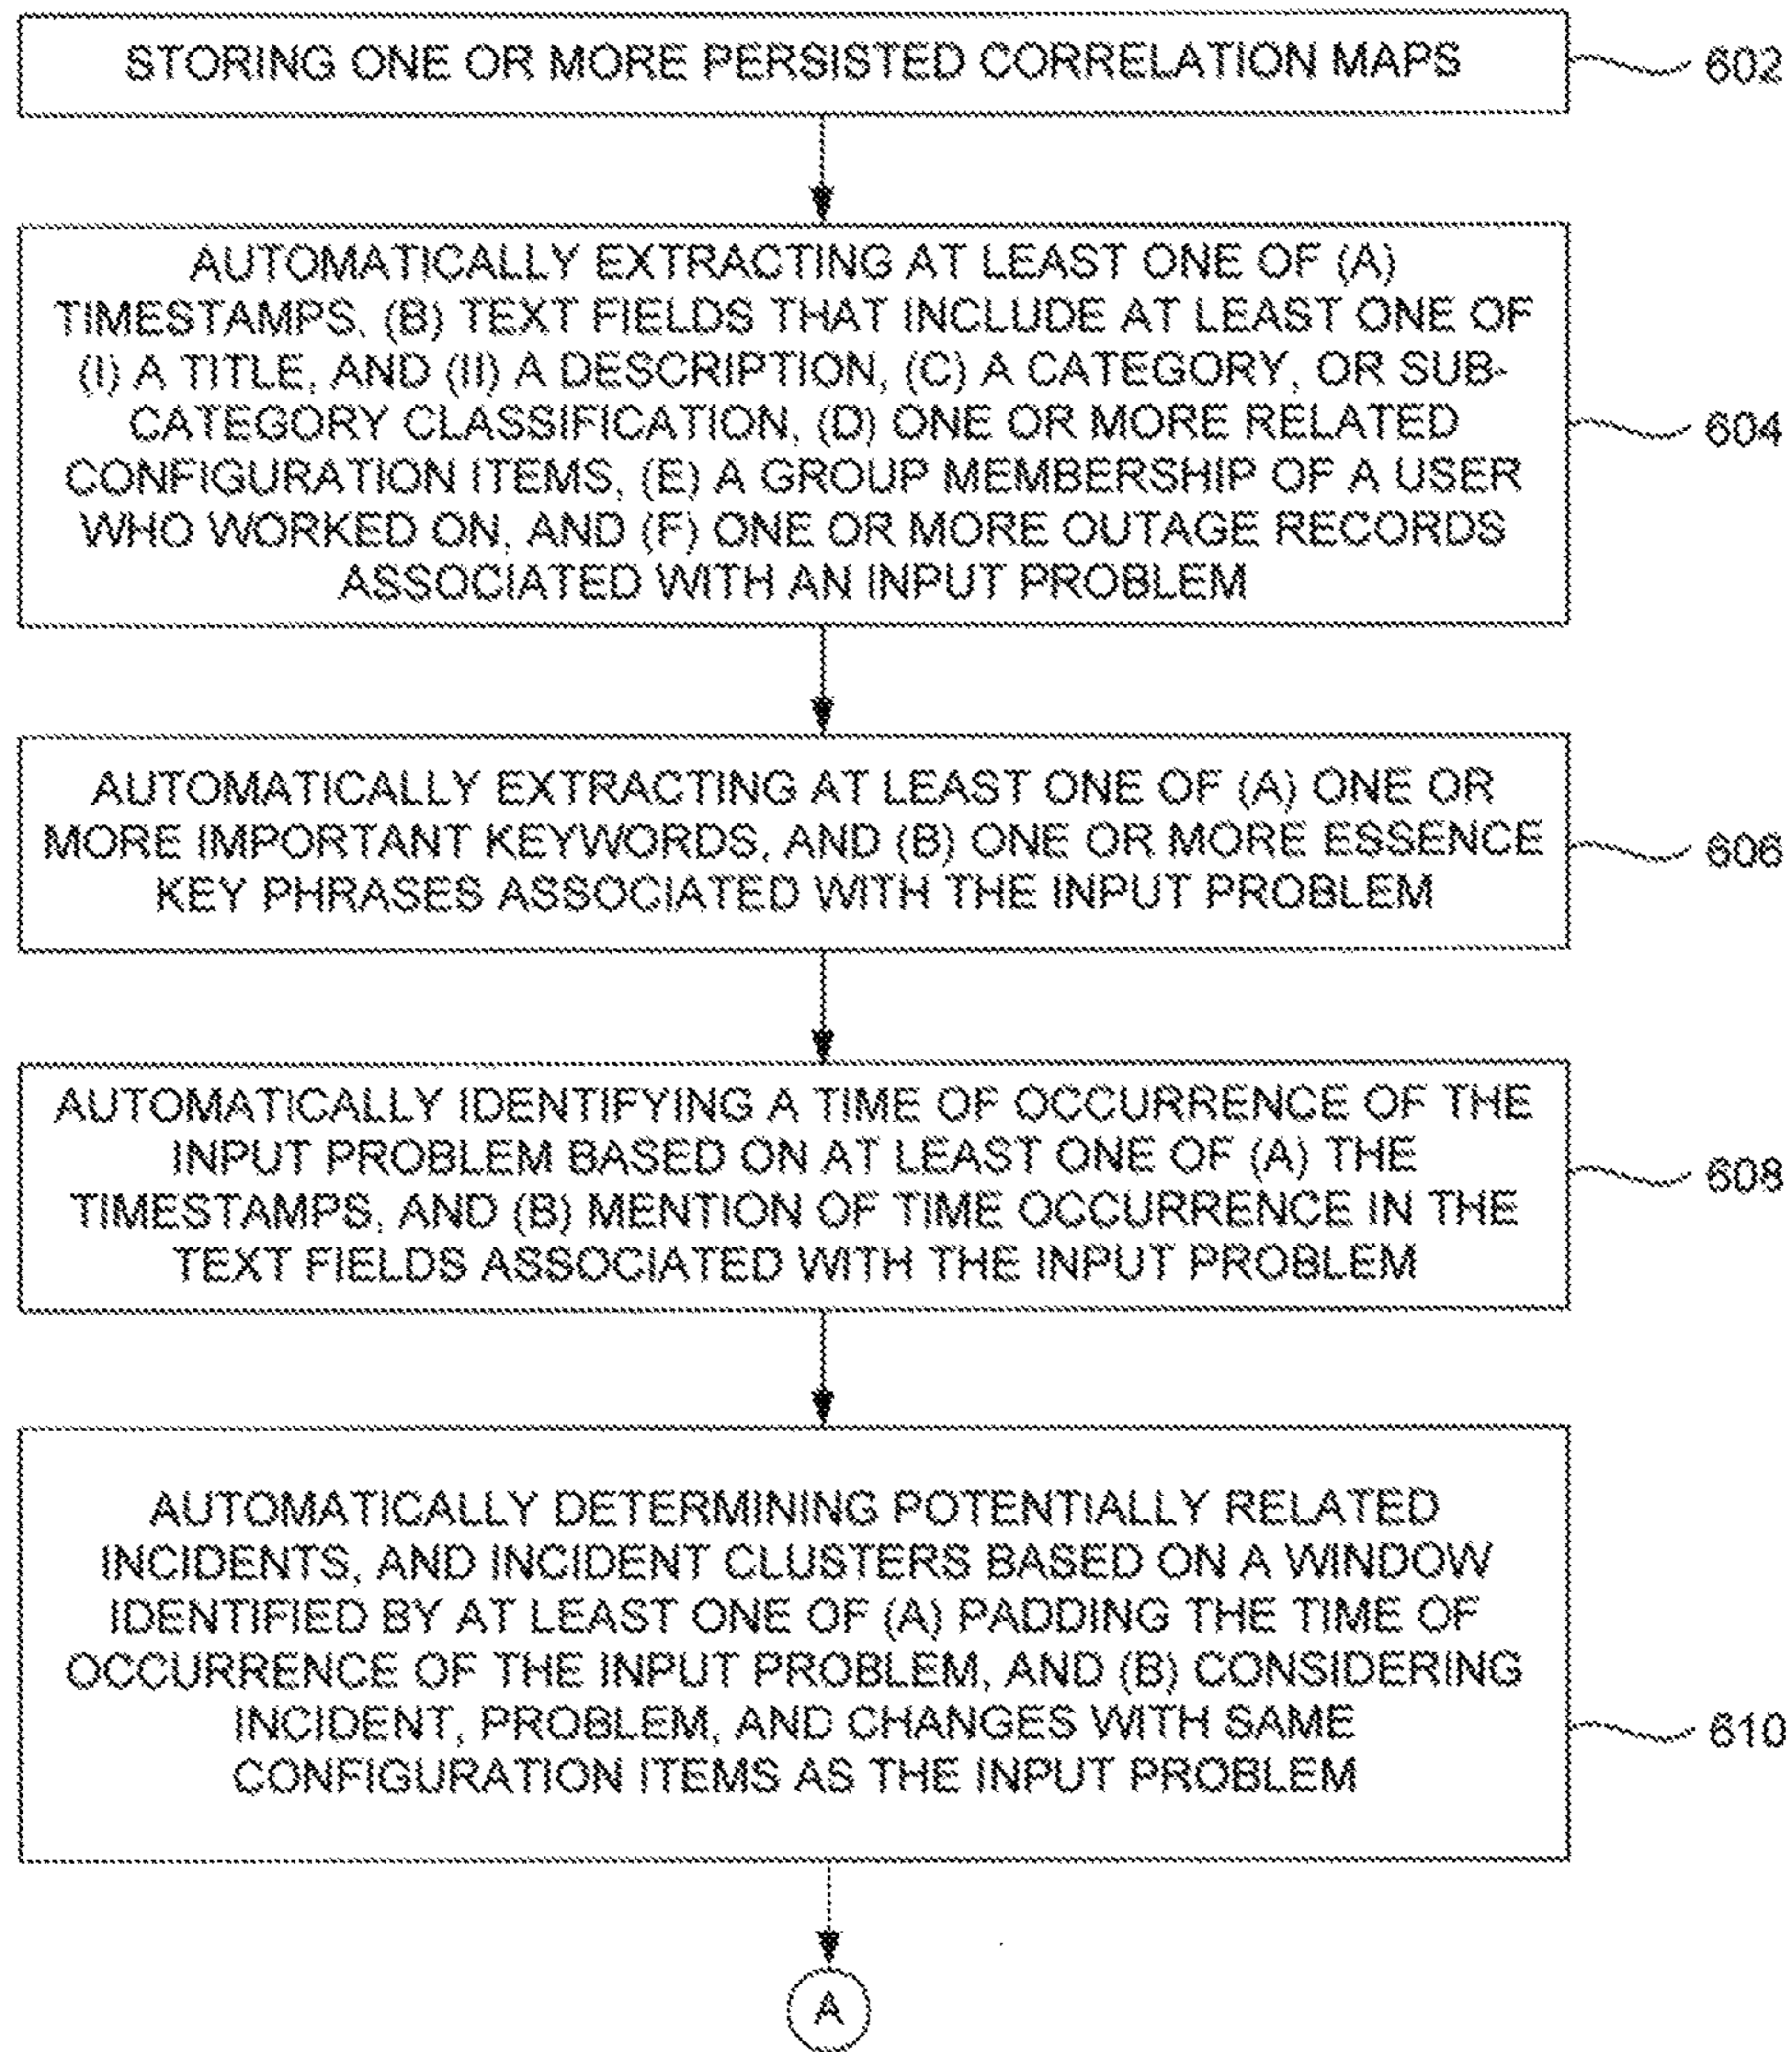 STORING ONE OR MORE PERSISTED CORRELATION MAPS
602
AUTOMATICALLY EXTRACTING AT LEAST ONE OF (A)
TIMESTAMPS, (B) TEXT FIELDS THAT INCLUDE AT LEAST ONE OF
(I) A TITLE, AND (II) A DESCRIPTION, (C) A CATEGORY, OR SUB-
CATEGORY CLASSIFICATION, (D) ONE OR MORE RELATED
CONFIGURATION ITEMS, (E) A GROUP MEMBERSHIP OF A USER
WHO WORKED ON, AND (F) ONE OR MORE OUTAGE RECORDS
ASSOCIATED WITH AN INPUT PROBLEM
604
AUTOMATICALLY EXTRACTING AT LEAST ONE OF (A) ONE OR
MORE IMPORTANT KEYWORDS, AND (B) ONE OR MORE ESSENCE
KEY PHRASES ASSOCIATED WITH THE INPUT PROBLEM
606
AUTOMATICALLY IDENTIFYING A TIME OF OCCURRENCE OF THE
INPUT PROBLEM BASED ON AT LEAST ONE OF (A) THE
TIMESTAMPS, AND (B) MENTION OF TIME OCCURRENCE IN THE
TEXT FIELDS ASSOCIATED WITH THE INPUT PROBLEM
608
AUTOMATICALLY DETERMINING POTENTIALLY RELATED
INCIDENTS, AND INCIDENT CLUSTERS BASED ON A WINDOW
IDENTIFIED BY AT LEAST ONE OF (A) PADDING THE TIME OF
OCCURRENCE OF THE INPUT PROBLEM, AND (B) CONSIDERING
INCIDENT, PROBLEM, AND CHANGES WITH SAME
CONFIGURATION ITEMS AS THE INPUT PROBLEM
610
A